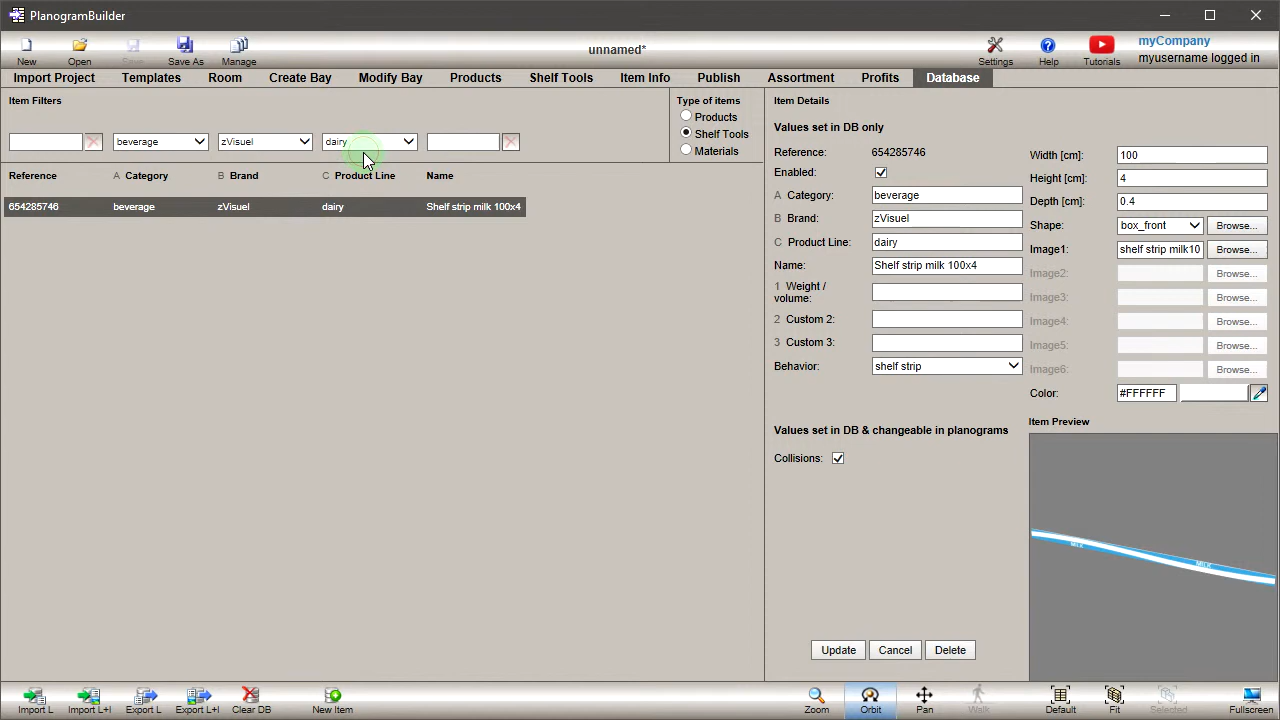 PlanogramBuilder
New
Open
Save
Save As
Manage
unnamed*
Settings
Help
Tutorials
myCompany
myusername logged in
Import Project
Templates
Room
Create Bay
Modify Bay
Products
Shelf Tools
Item Info
Publish
Assortment
Profits
Database
Item Filters
beverage
zVisuel
dairy
Type of items
Products
Shelf Tools
Materials
Reference
A Category
B Brand
C Product Line
Name
654285746
beverage
zVisuel
dairy
Shelf strip milk 100x4
Item Details
Values set in DB only
Reference: 654285746
Enabled:
A Category: beverage
B Brand: zVisuel
C Product Line: dairy
Name: Shelf strip milk 100x4
1 Weight /
volume:
2 Custom 2:
3 Custom 3:
Behavior: shelf strip
Values set in DB & changeable in planograms
Collisions:
Update
Cancel
Delete
Width [cm]: 100
Height [cm]: 4
Depth [cm]: 0.4
Shape: box_front Browse...
Image1: shelf strip milk10 Browse...
Image2: Browse...
Image3: Browse...
Image4: Browse...
Image5: Browse...
Image6: Browse...
Color: #FFFFFF
Item Preview
MILK
MILK
Import L
Import L+I
Export L
Export L+I
Clear DB
New Item
Zoom
Orbit
Pan
Walk
Default
Fit
Selected
Fullscreen